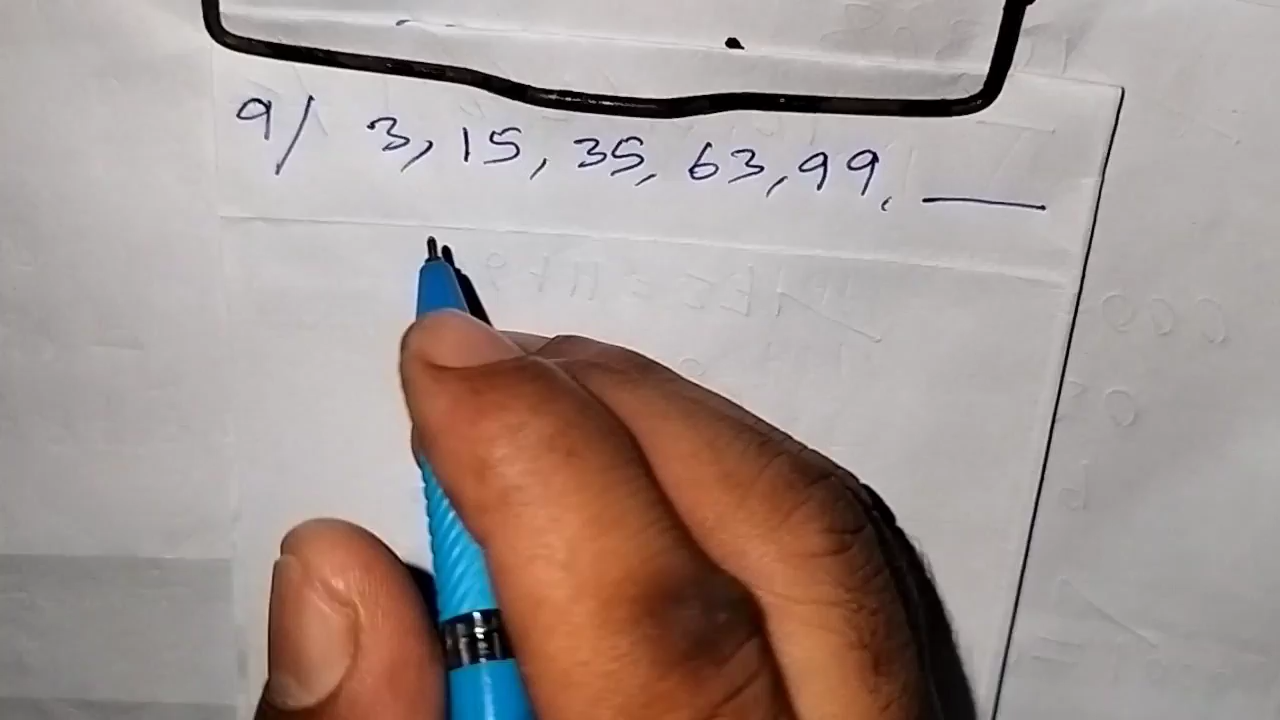 9/ 3, 15, 35, 63, 99, ___